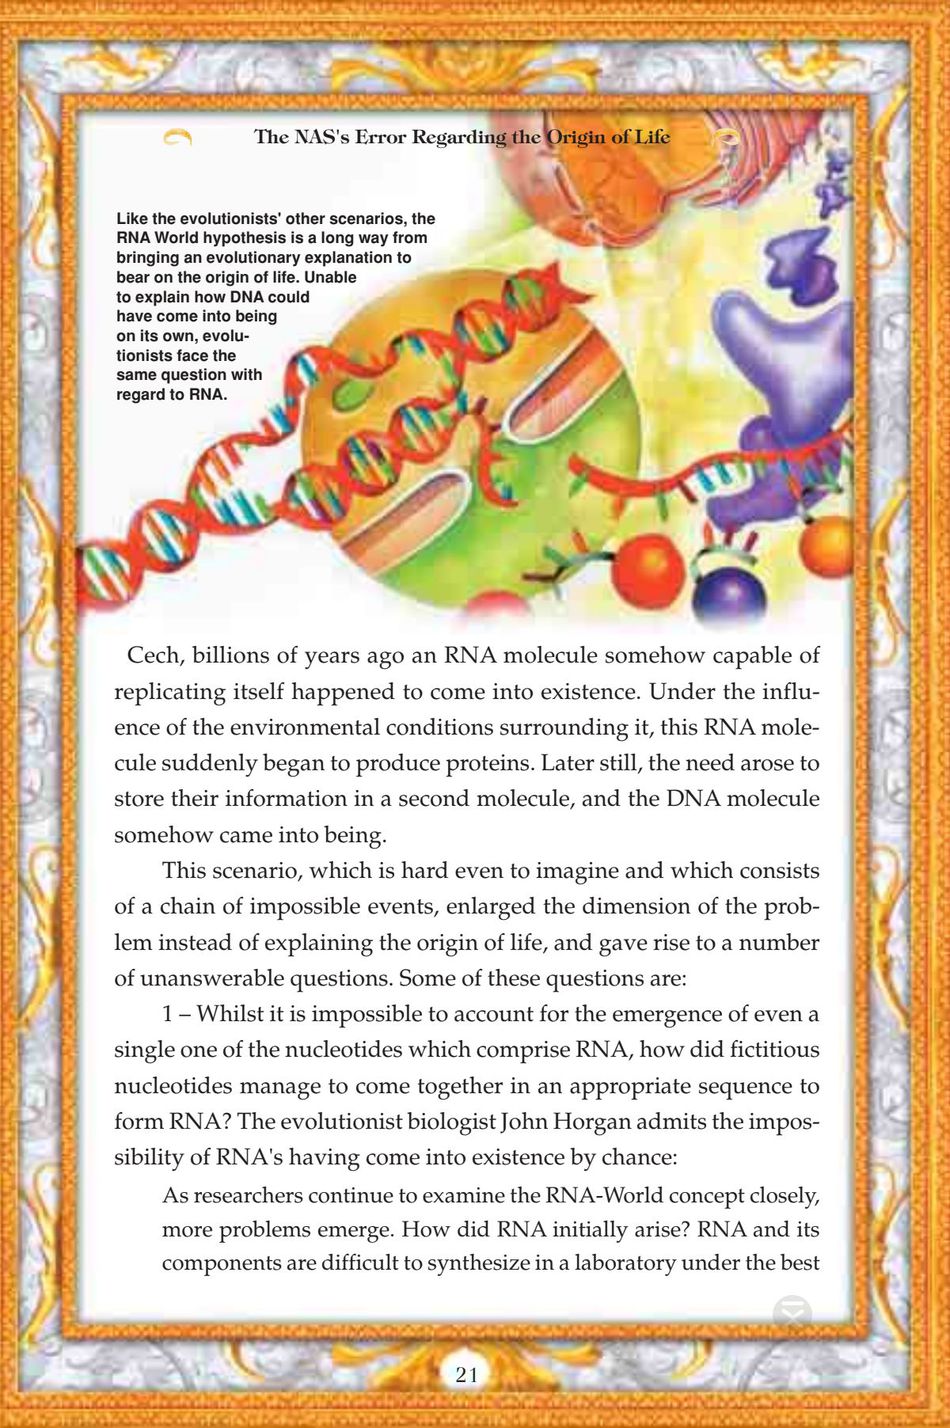 The NAS's Error Regarding the Origin of Life
Like the evolutionists' other scenarios, the
RNA World hypothesis is a long way from
bringing an evolutionary explanation to
bear on the origin of life. Unable
to explain how DNA could
have come into being
on its own, evolu-
tionists face the
same question with
regard to RNA.
Cech, billions of years ago an RNA molecule somehow capable of
replicating itself happened to come into existence. Under the influ-
ence of the environmental conditions surrounding it, this RNA mole-
cule suddenly began to produce proteins. Later still, the need arose to
store their information in a second molecule, and the DNA molecule
somehow came into being.
This scenario, which is hard even to imagine and which consists
of a chain of impossible events, enlarged the dimension of the prob-
lem instead of explaining the origin of life, and gave rise to a number
of unanswerable questions. Some of these questions are:
1 – Whilst it is impossible to account for the emergence of even a
single one of the nucleotides which comprise RNA, how did fictitious
nucleotides manage to come together in an appropriate sequence to
form RNA? The evolutionist biologist John Horgan admits the impos-
sibility of RNA's having come into existence by chance:
As researchers continue to examine the RNA-World concept closely,
more problems emerge. How did RNA initially arise? RNA and its
components are difficult to synthesize in a laboratory under the best
21